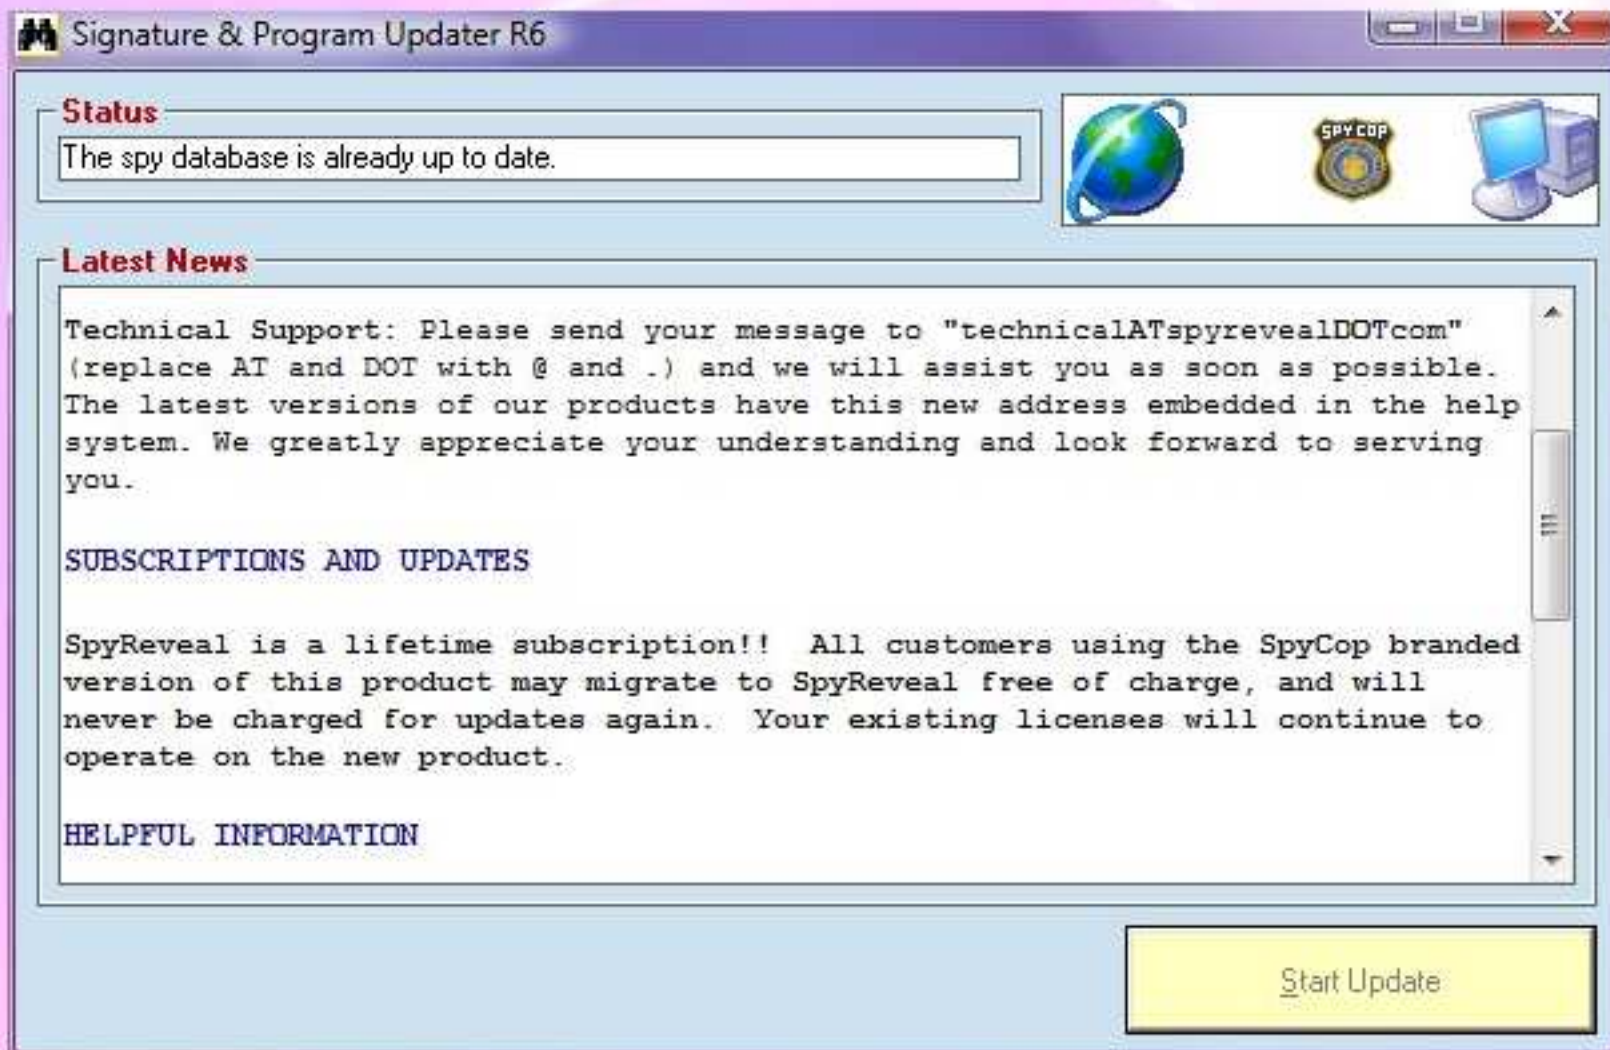 Signature & Program Updater R6
Status
The spy database is already up to date.
SPY COP
Latest News
Technical Support: Please send your message to "technicalATspyrevealDOTcom"
(replace AT and DOT with @ and .) and we will assist you as soon as possible.
The latest versions of our products have this new address embedded in the help
system. We greatly appreciate your understanding and look forward to serving
you.
SUBSCRIPTIONS AND UPDATES
SpyReveal is a lifetime subscription!! All customers using the SpyCop branded
version of this product may migrate to SpyReveal free of charge, and will
never be charged for updates again. Your existing licenses will continue to
operate on the new product.
HELPFUL INFORMATION
Start Update